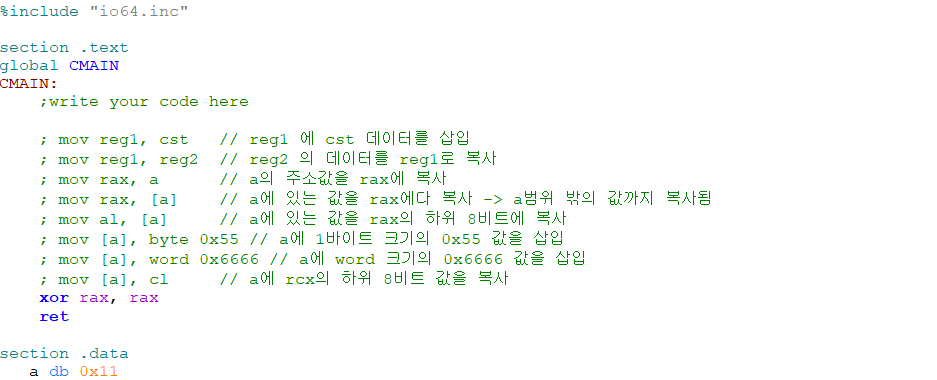 %include "io64.inc"
section .text
global CMAIN
CMAIN:
;write your code here
; mov reg1, cst // reg1 에 cst 데이터를 삽입
; mov reg1, reg2 // reg2 의 데이터를 reg1로 복사
; mov rax, a // a의 주소값을 rax에 복사
; mov rax, [a] // a에 있는 값을 rax에다 복사 -> a범위 밖의 값까지 복사됨
; mov al, [a] // a에 있는 값을 rax의 하위 8비트에 복사
; mov [a], byte 0x55 // a에 1바이트 크기의 0x55 값을 삽입
; mov [a], word 0x6666 // a에 word 크기의 0x6666 값을 삽입
; mov [a], cl // a에 rcx의 하위 8비트 값을 복사
xor rax, rax
ret
section .data
a db 0x11